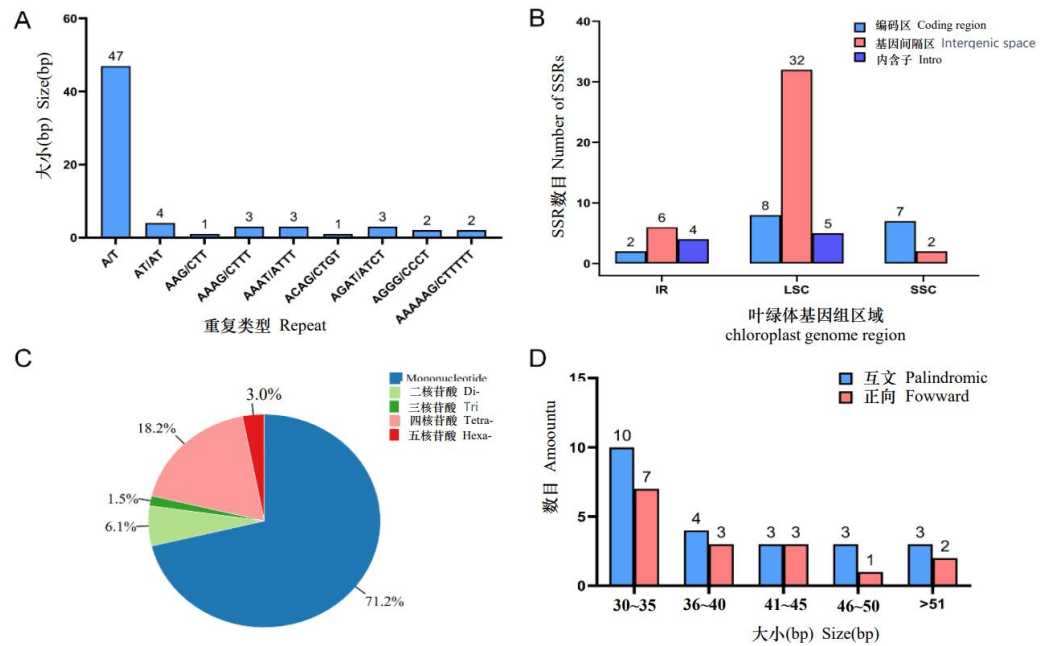 A
大小(bp) Size(bp)
60
40
20
0
47
4
1
3
3
1
3
2
2
A/T
AT/AT
AAG/CTT
AAAG/CTTT
AAAT/ATTT
ACAG/CTGT
AGAT/ATCT
AGGG/CCCT
AAAAAG/CTTTTT
重复类型 Repeat
B
SSR数目 Number of SSRs
40
30
20
10
0
编码区 Coding region
基因间隔区 Intergenic space
内含子 Intro
2
6
4
8
32
5
7
2
IR
LSC
SSC
叶绿体基因组区域
chloroplast genome region
C
Mononucleotide
二核苷酸 Di-
三核苷酸 Tri
四核苷酸 Tetra-
五核苷酸 Hexa-
3.0%
18.2%
1.5%
6.1%
71.2%
D
数目 Amoountu
15
10
5
0
互文 Palindromic
正向 Fowward
10
7
4
3
3
3
3
1
3
2
30~35
36~40
41~45
46~50
>51
大小(bp) Size(bp)